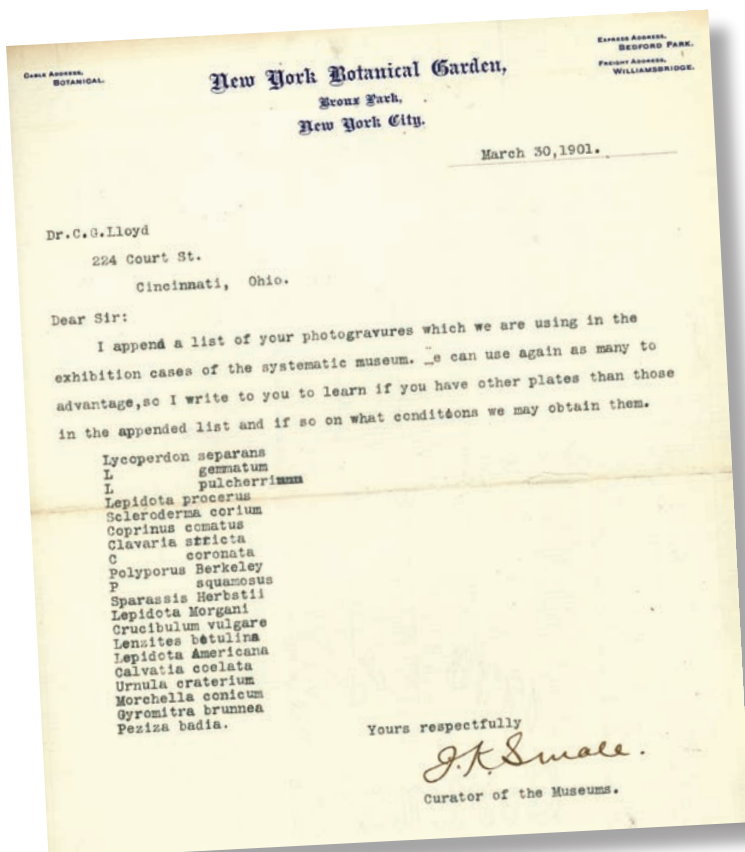 Cable Address,
Botanical.
New York Botanical Garden,
Bronx Park,
New York City.
Express Address,
Bedford Park.
Freight Address,
Williamsbridge.
March 30,1901.
Dr.C.G.Lloyd
224 Court St.
Cincinnati, Ohio.
Dear Sir:
I append a list of your photogravures which we are using in the
exhibition cases of the systematic museum. _e can use again as many to
advantage,so I write to you to learn if you have other plates than those
in the appended list and if so on what conditéons we may obtain them.
Lycoperdon separans
L gemmatum
L pulcherri
Lepidota procerus
Scleroderma corium
Coprinus comatus
Clavaria stricta
C coronata
Polyporus Berkeley
P squamosus
Sparassis Herbstii
Lepidota Morgani
Crucibulum vulgare
Lenzites betulina
Lepidota Americana
Calvatia coelata
Urnula craterium
Morchella conicum
Gyromitra brunnea
Peziza badia.
Yours respectfully
J.K.Small.
Curator of the Museums.